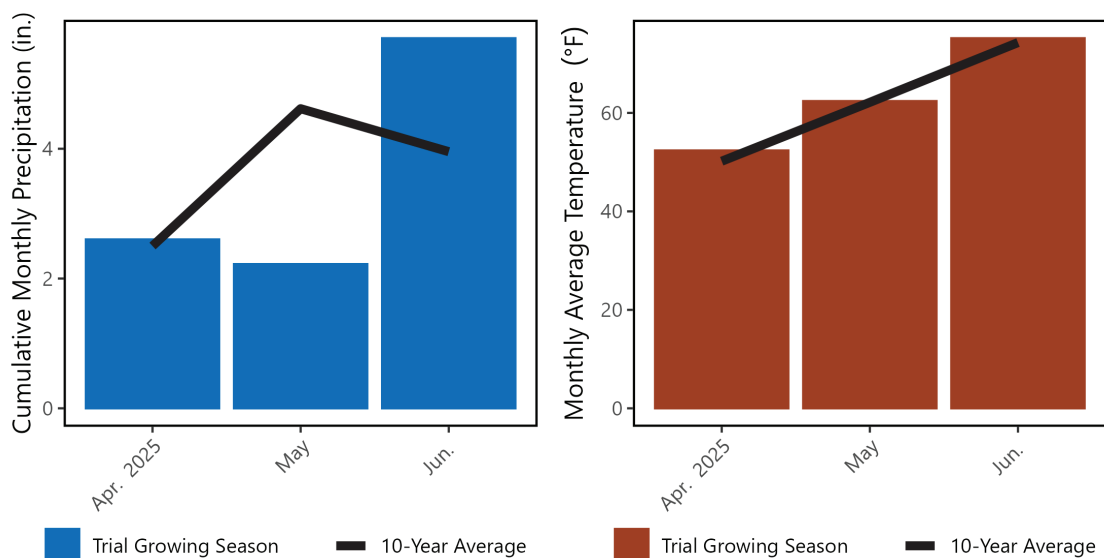 Cumulative Monthly Precipitation (in.)
4
2
0
Apr. 2025
May
Jun.
Trial Growing Season
10-Year Average
Monthly Average Temperature (°F)
60
40
20
0
Apr. 2025
May
Jun.
Trial Growing Season
10-Year Average